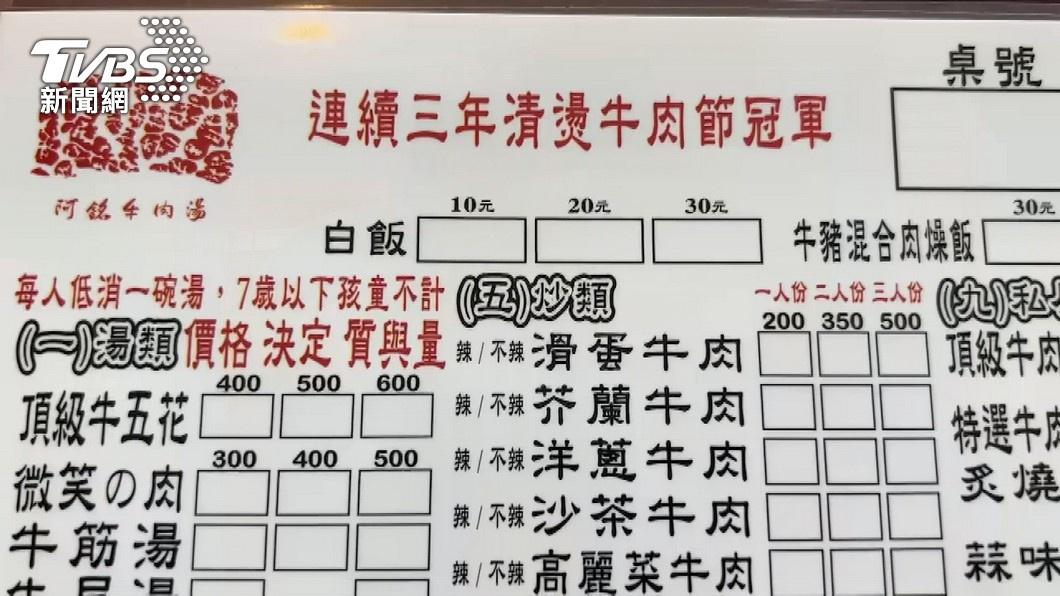 TVBS
新聞網
阿銘牛肉湯
連續三年清燙牛肉節冠軍
桌號
白飯 10元 20元 30元
牛豬混合肉燥飯 30元
每人低消一碗湯，7歲以下孩童不計
(一)湯類 價格 決定 質與量
400 500 600
頂級牛五花
300 400 500
微笑の肉
牛筋湯
牛尾湯
(五)炒類 一人份 二人份 三人份
200 350 500
辣/不辣 滑蛋牛肉
辣/不辣 芥蘭牛肉
辣/不辣 洋蔥牛肉
辣/不辣 沙茶牛肉
辣/不辣 高麗菜牛肉
(九)私
頂級牛肉
特選牛肉
炙燒
蒜味